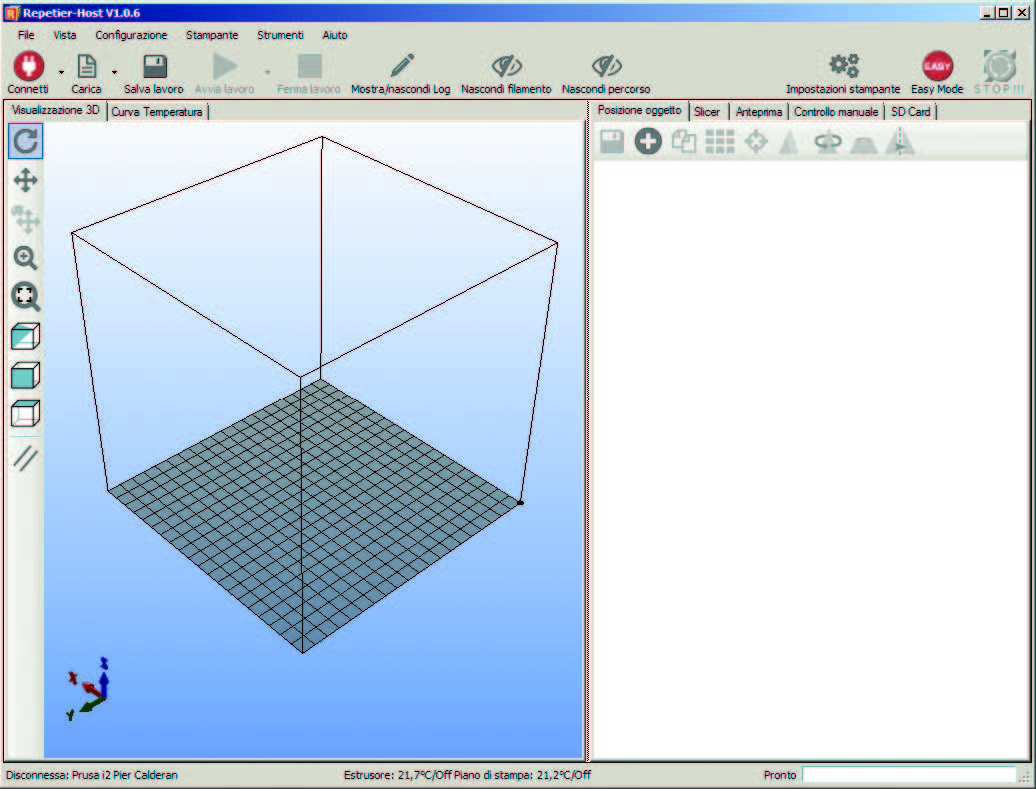 Repetier-Host V1.0.6
File Vista Configurazione Stampante Strumenti Aiuto
Connetti Carica Salva lavoro Avvia lavoro Ferma lavoro Mostra/nascondi Log Nascondi filamento Nascondi percorso Impostazioni stampante Easy Mode STOP!!!
EASY
Visualizzazione 3D Curva Temperatura
Posizione oggetto Slicer Anteprima Controllo manuale SD Card
Z
X
Y
Disconnessa: Prusa i2 Pier Calderan Estrusore: 21,7°C/Off Piano di stampa: 21,2°C/Off Pronto